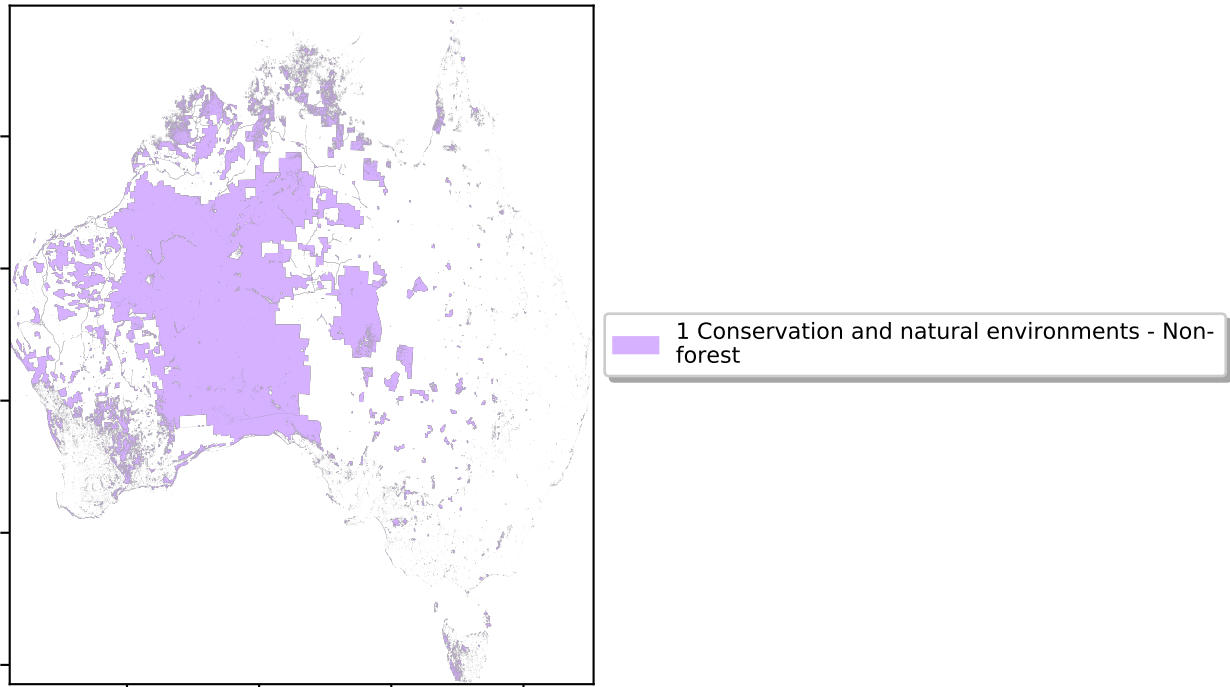 1 Conservation and natural environments - Non-
forest